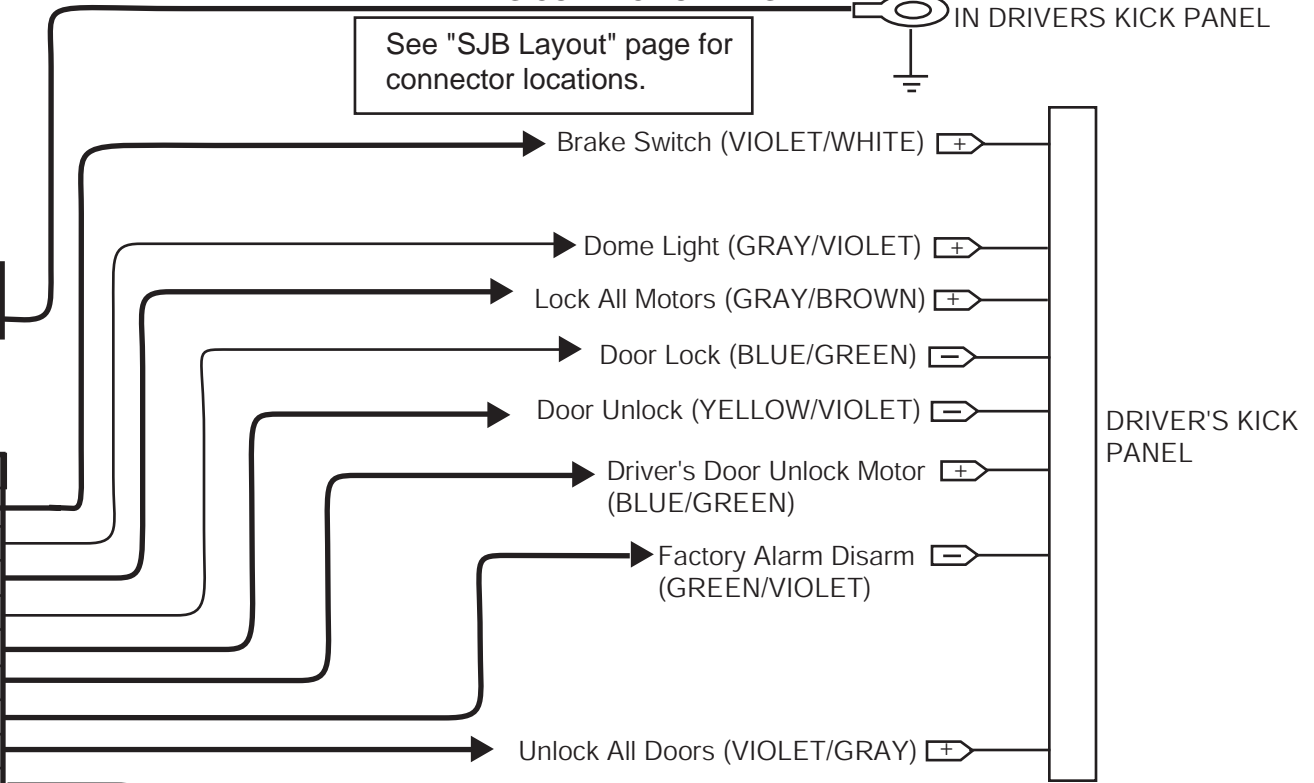 IN DRIVERS KICK PANEL
See "SJB Layout" page for
connector locations.
Brake Switch (VIOLET/WHITE) +
Dome Light (GRAY/VIOLET) +
Lock All Motors (GRAY/BROWN) +
Door Lock (BLUE/GREEN) −
Door Unlock (YELLOW/VIOLET) −
DRIVER'S KICK
PANEL
Driver's Door Unlock Motor +
(BLUE/GREEN)
Factory Alarm Disarm −
(GREEN/VIOLET)
Unlock All Doors (VIOLET/GRAY) +